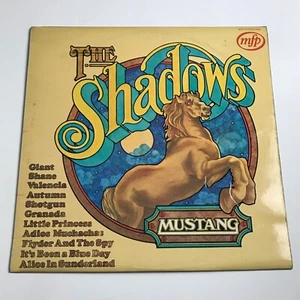 mfp
THE
Shadows
Giant
Shane
Valencia
Autumn
Shotgun
Granada
Little Princess
Adios Muchachas
Flyder And The Spy
It's Been a Blue Day
Alice In Sunderland
MUSTANG